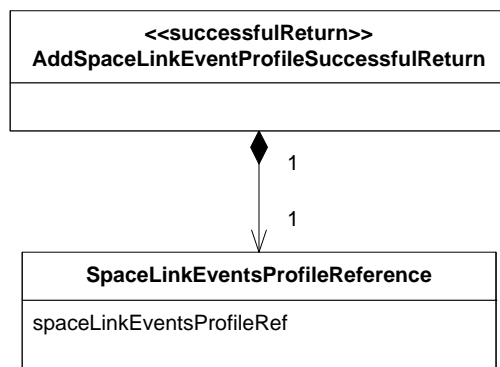 <<successfulReturn>>
AddSpaceLinkEventProfileSuccessfulReturn
1
1
SpaceLinkEventsProfileReference
spaceLinkEventsProfileRef